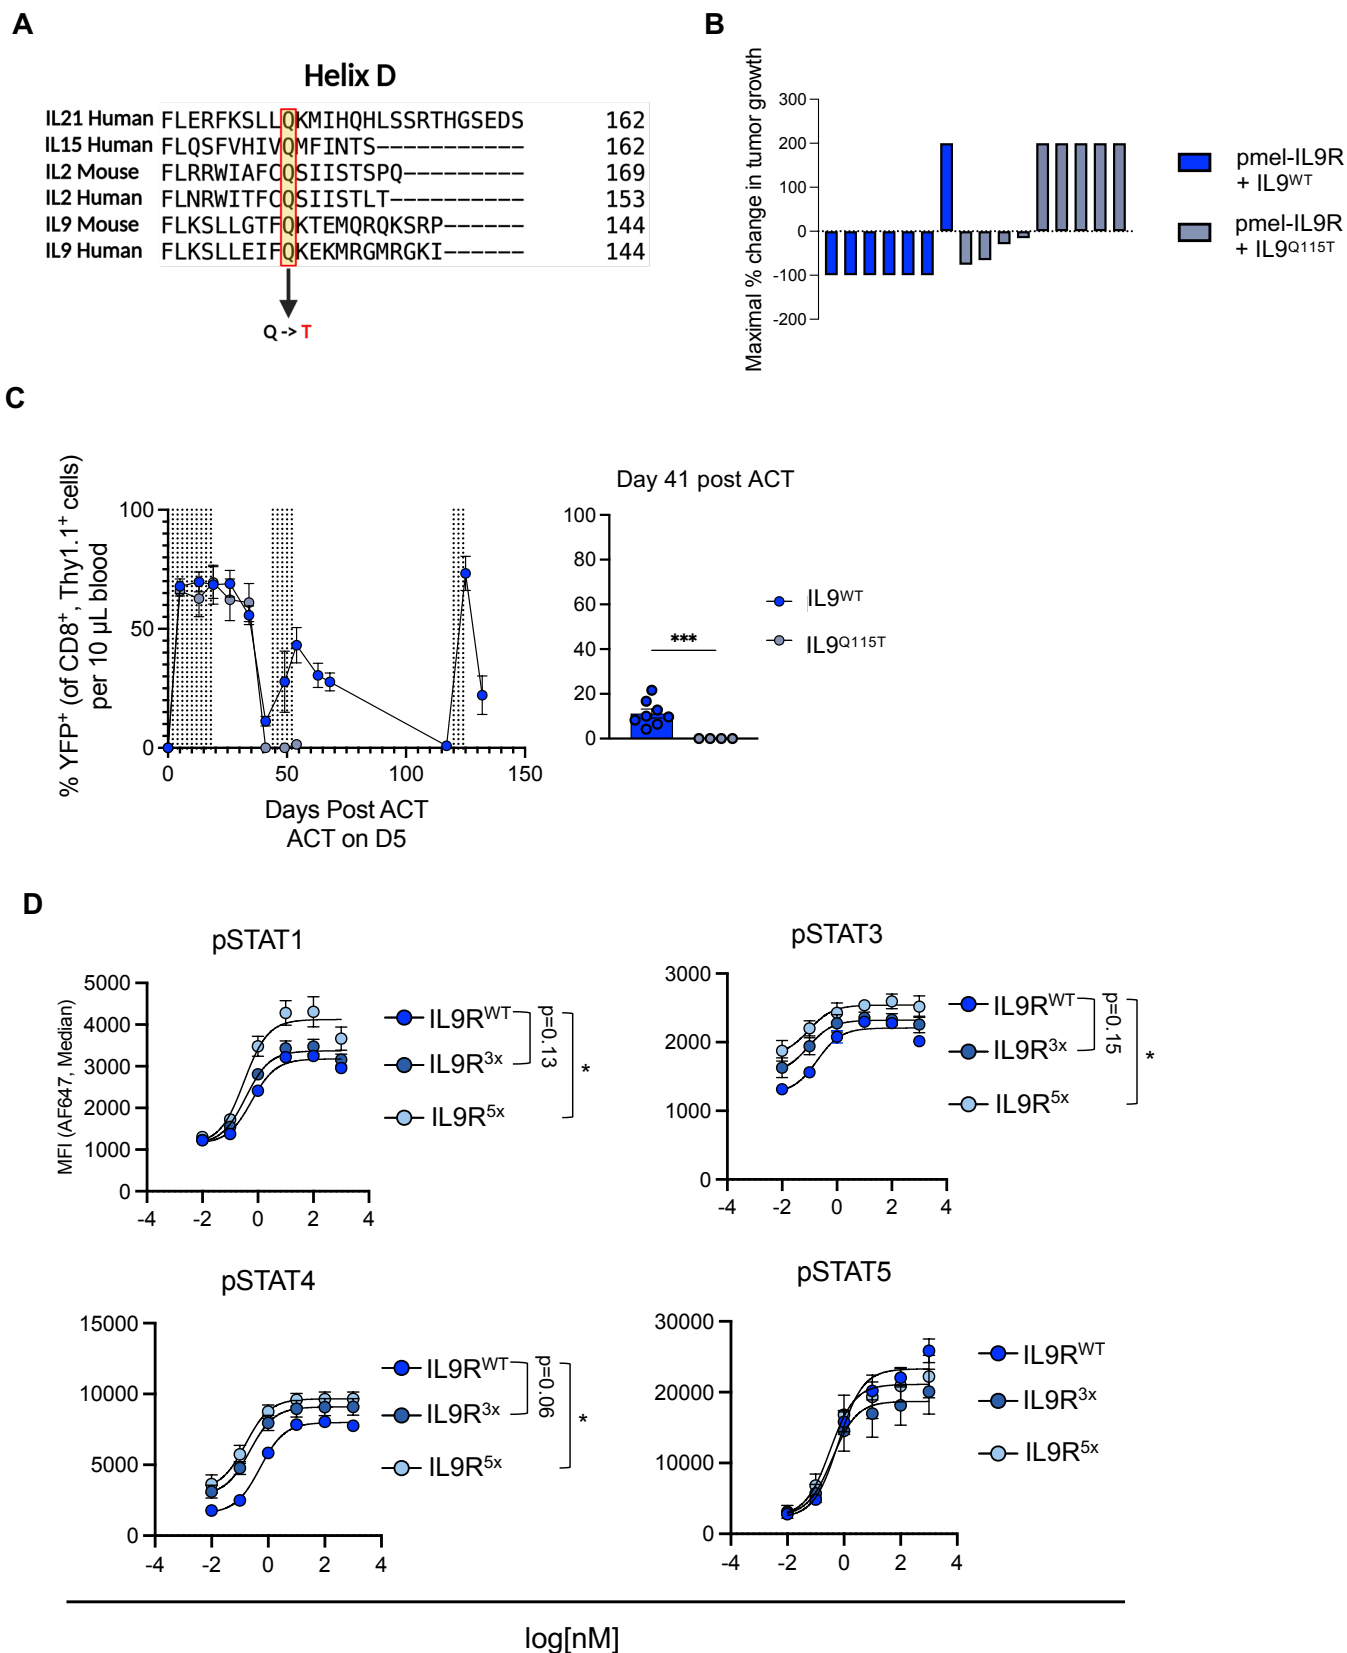 A
Helix D
IL21 Human FLERFKSLLQKMIHQHLSSRTHGSEDS 162
IL15 Human FLQSFVHIVQMFINTS----------- 162
IL2 Mouse FLRRWIAFCQSIISTSPQ--------- 169
IL2 Human FLNRWITFCQSIISTLT---------- 153
IL9 Mouse FLKSLLGTFQKTEMQRQKSRP------ 144
IL9 Human FLKSLLEIFQKEKMRGMRGKI------ 144
Q -> T
B
Maximal % change in tumor growth
300
200
100
0
-100
-200
pmel-IL9R
+ IL9WT
pmel-IL9R
+ IL9Q115T
C
% YFP+ (of CD8+, Thy1.1+ cells)
per 10 µL blood
100
50
0
0 50 100 150
Days Post ACT
ACT on D5
Day 41 post ACT
100
80
60
40
20
0
***
IL9WT
IL9Q115T
D
pSTAT1
MFI (AF647, Median)
5000
4000
3000
2000
1000
0
-4 -2 0 2 4
IL9RWT
IL9R3x
IL9R5x
p=0.13
*
pSTAT3
3000
2000
1000
0
-4 -2 0 2 4
IL9RWT
IL9R3x
IL9R5x
p=0.15
*
pSTAT4
15000
10000
5000
0
-4 -2 0 2 4
IL9RWT
IL9R3x
IL9R5x
p=0.06
*
pSTAT5
30000
20000
10000
0
-4 -2 0 2 4
IL9RWT
IL9R3x
IL9R5x
log[nM]